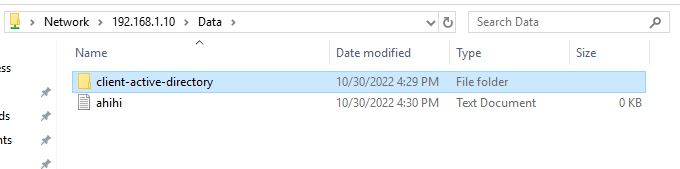 Network > 192.168.1.10 > Data >
Search Data
Name Date modified Type Size
ess
client-active-directory 10/30/2022 4:29 PM File folder
ahihi 10/30/2022 4:30 PM Text Document 0 KB
ds
nts